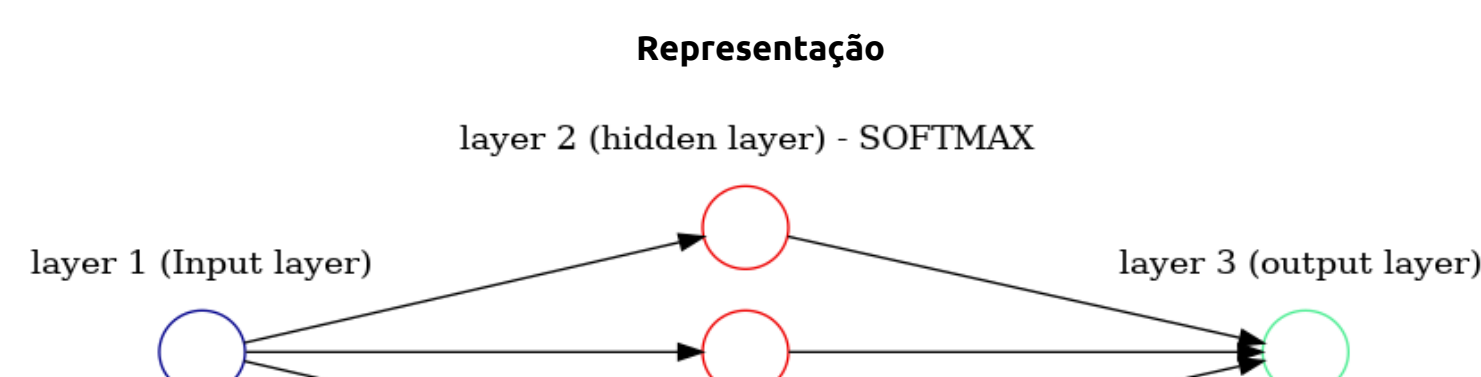 Representação
layer 2 (hidden layer) - SOFTMAX
layer 1 (Input layer)
layer 3 (output layer)